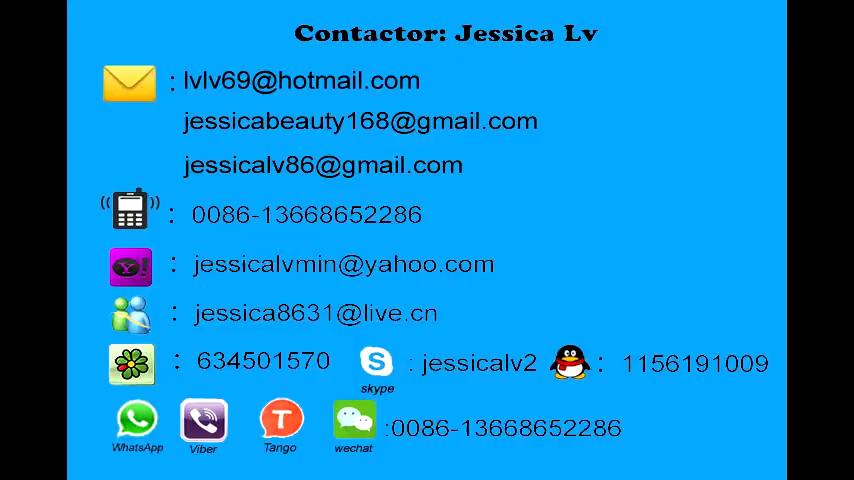 Contactor: Jessica Lv
: lvlv69@hotmail.com
jessicabeauty168@gmail.com
jessicalv86@gmail.com
: 0086-13668652286
Y! : jessicalvmin@yahoo.com
: jessica8631@live.cn
: 634501570 S skype : jessicalv2 : 1156191009
WhatsApp Viber T Tango wechat :0086-13668652286